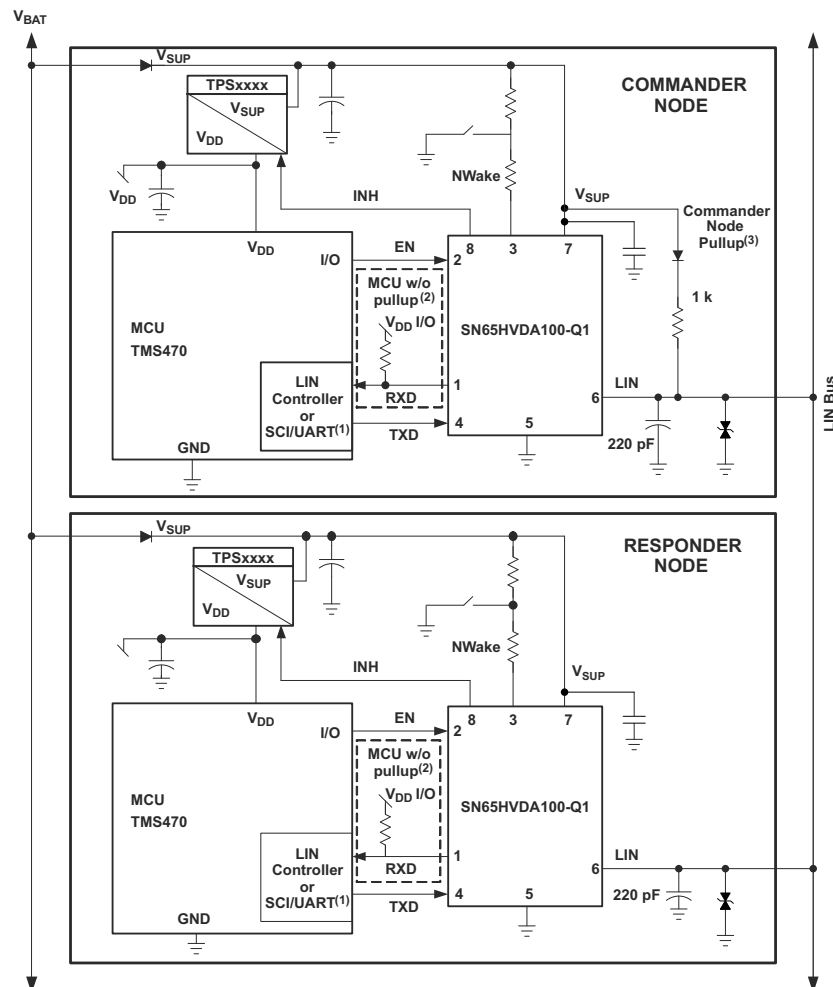 VBAT
VSUP
TPSxxxx
VSUP
VDD
COMMANDER
NODE
NWake
VDD
INH
VSUP
Commander
Node
Pullup(3)
VDD
I/O
EN
2
8
3
7
MCU w/o
pullup(2)
VDD I/O
1 k
MCU
TMS470
SN65HVDA100-Q1
LIN
Controller
or
SCI/UART(1)
1
RXD
6
LIN
4
TXD
5
220 pF
GND
LIN Bus
VSUP
TPSxxxx
VSUP
VDD
RESPONDER
NODE
NWake
INH
VSUP
VDD
I/O
EN
2
8
3
7
MCU w/o
pullup(2)
VDD I/O
MCU
TMS470
SN65HVDA100-Q1
LIN
Controller
or
SCI/UART(1)
1
RXD
6
LIN
4
TXD
5
220 pF
GND